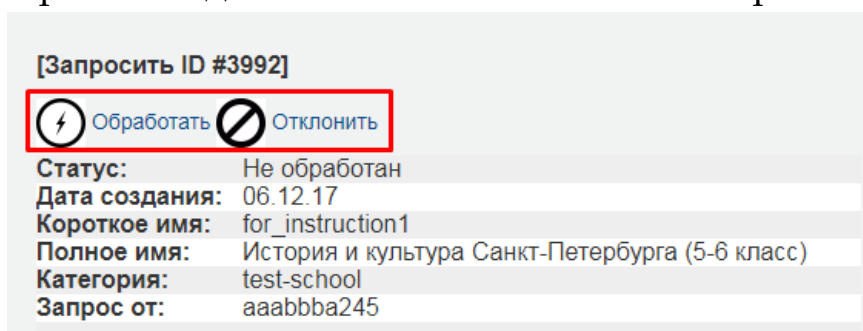 [Запросить ID #3992]
Обработать Отклонить
Статус: Не обработан
Дата создания: 06.12.17
Короткое имя: for_instruction1
Полное имя: История и культура Санкт-Петербурга (5-6 класс)
Категория: test-school
Запрос от: aaabbba245